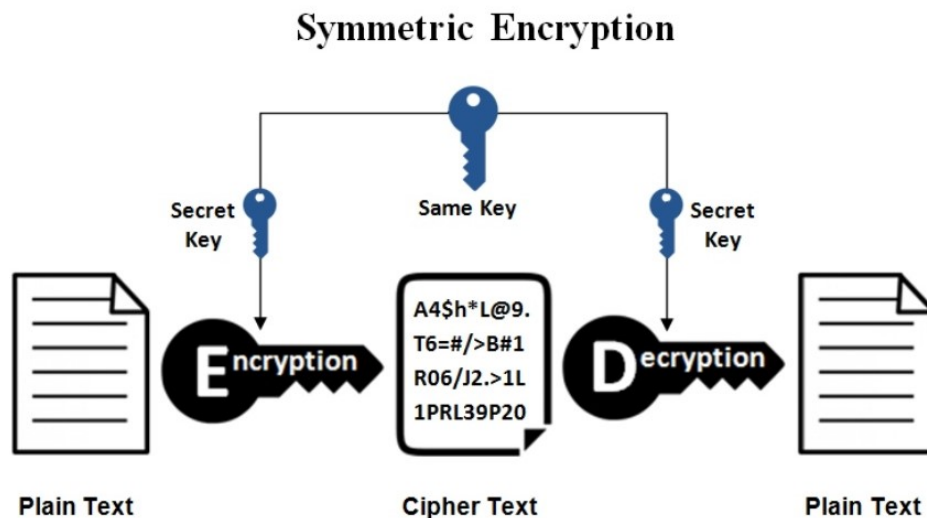 Symmetric Encryption
Same Key
Secret
Key
Secret
Key
Encryption
A4$h*L@9.
T6=#/>B#1
R06/J2.>1L
1PRL39P20
Decryption
Plain Text
Cipher Text
Plain Text